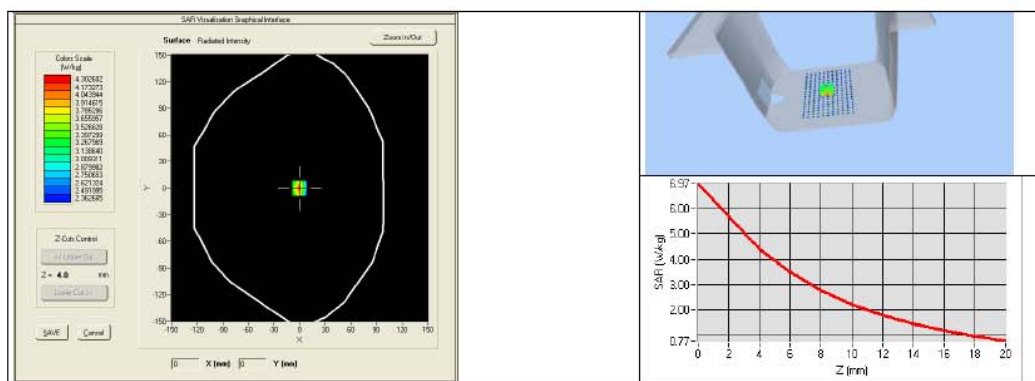 SAR Visualisation Graphical Interface
Surface Radiated Intensity
Zoom In/Out
Colors Scale
(W/kg)
4.302602
4.173273
4.043944
3.914615
3.785286
3.655957
3.526628
3.397299
3.267969
3.138640
3.009311
2.879982
2.750653
2.621324
2.491995
2.362665
Z-Cuts Control
Z = 4.0 mm
SAVE Cancel
150
120
90
60
30
0
-30
-60
-90
-120
-150
Y
-150 -120 -90 -60 -30 0 30 60 90 120 150
X
0 X (mm) 0 Y (mm)
6.97
6.00
5.00
4.00
2.00
0.77
SAR (W/kg)
0 2 4 6 8 10 12 14 16 18 20
Z (mm)